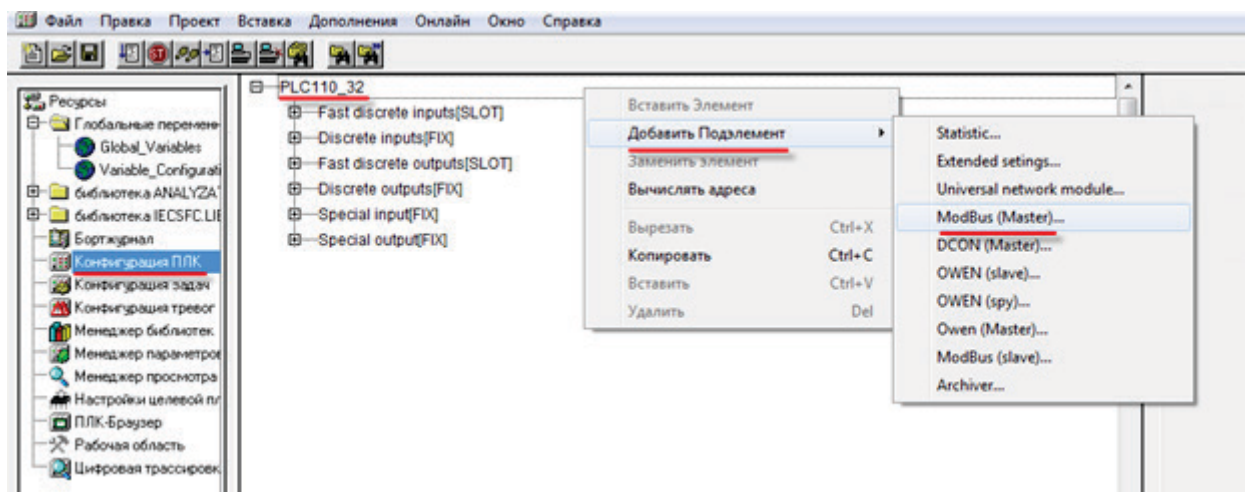 Файл Правка Проект Вставка Дополнения Онлайн Окно Справка
Ресурсы
Глобальные перемен
Global_Variables
Variable_Configurati
библиотека ANALYZA
библиотека IECSFC.LIE
Бортжурнал
Конфигурация ПЛК
Конфигурация задач
Конфигурация тревог
Менеджер библиотек
Менеджер параметров
Менеджер просмотра
Настройки целевой пл
ПЛК-Браузер
Рабочая область
Цифровая трассировк
PLC110_32
Fast discrete inputs[SLOT]
Discrete inputs[FIX]
Fast discrete outputs[SLOT]
Discrete outputs[FIX]
Special input[FIX]
Special output[FIX]
Вставить Элемент
Добавить Подэлемент
Заменить элемент
Вычислять адреса
Вырезать Ctrl+X
Копировать Ctrl+C
Вставить Ctrl+V
Удалить Del
Statistic...
Extended setings...
Universal network module...
ModBus (Master)...
DCON (Master)...
OWEN (slave)...
OWEN (spy)...
Owen (Master)...
ModBus (slave)...
Archiver...